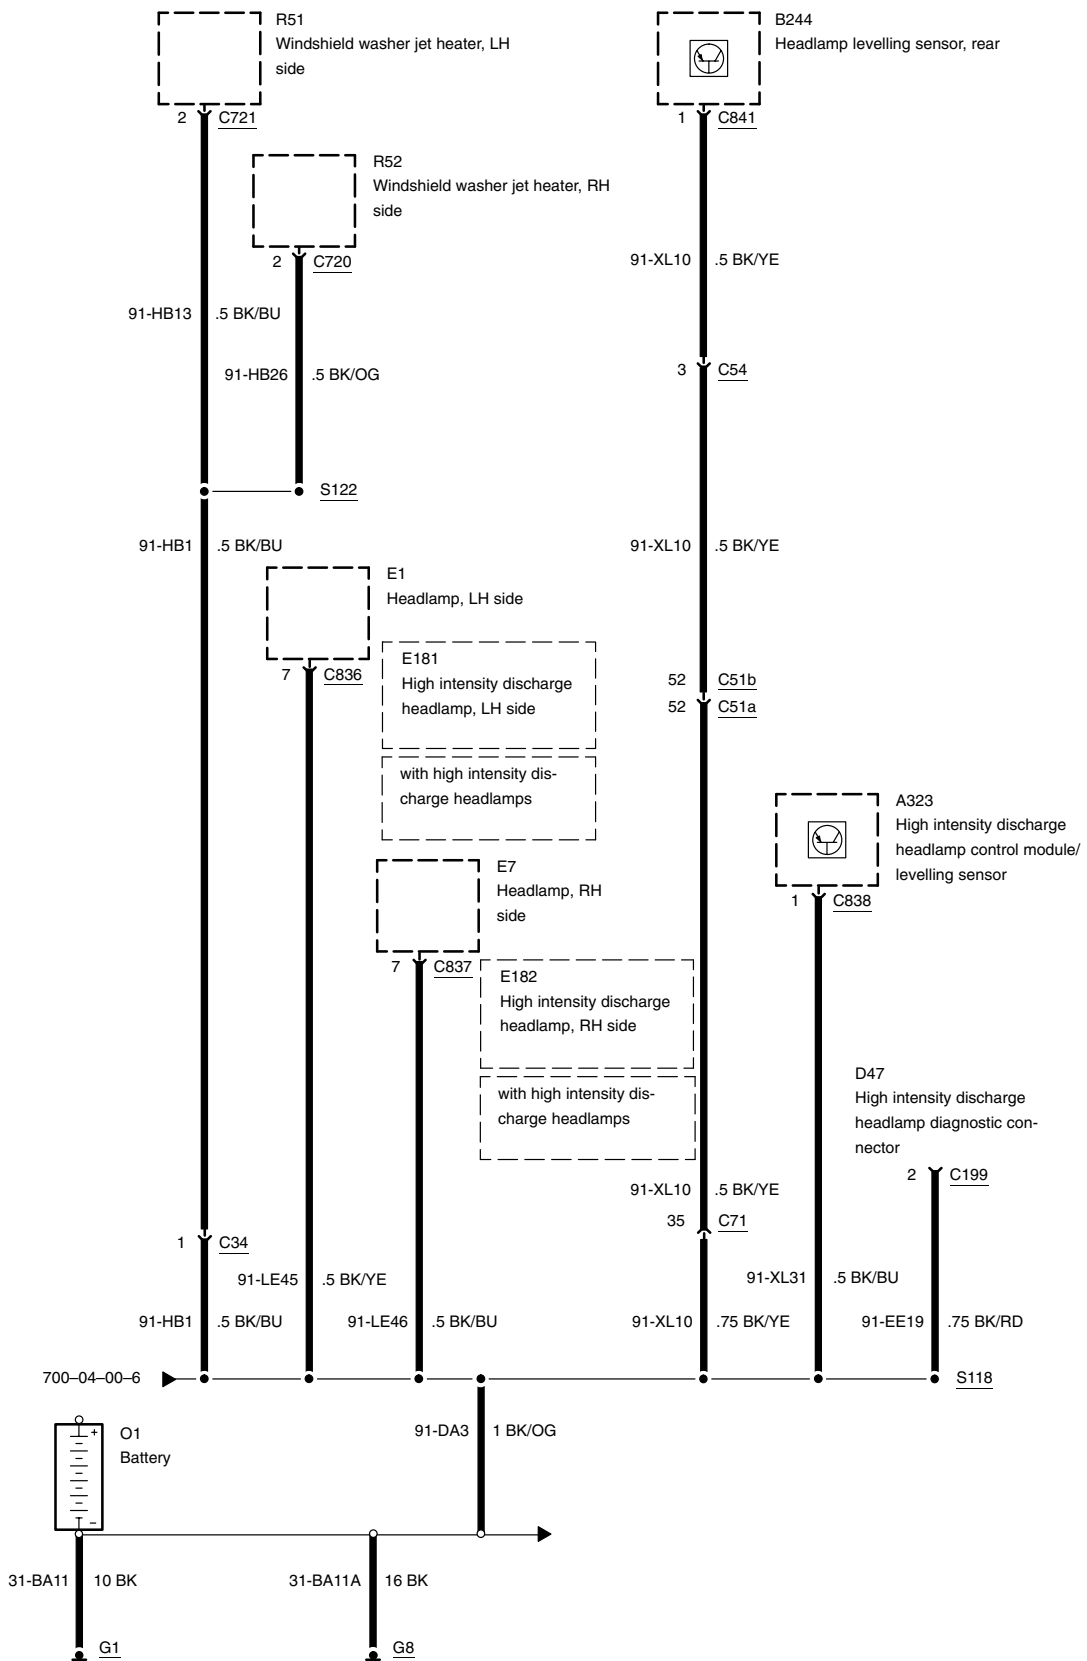 R51
Windshield washer jet heater, LH
side
2 C721
B244
Headlamp levelling sensor, rear
1 C841
R52
Windshield washer jet heater, RH
side
2 C720
91-XL10 .5 BK/YE
91-HB13 .5 BK/BU
91-HB26 .5 BK/OG
3 C54
S122
91-HB1 .5 BK/BU
91-XL10 .5 BK/YE
E1
Headlamp, LH side
7 C836
E181
High intensity discharge
headlamp, LH side
52 C51b
52 C51a
with high intensity dis-
charge headlamps
A323
High intensity discharge
headlamp control module/
levelling sensor
1 C838
E7
Headlamp, RH
side
7 C837
E182
High intensity discharge
headlamp, RH side
with high intensity dis-
charge headlamps
D47
High intensity discharge
headlamp diagnostic con-
nector
2 C199
91-XL10 .5 BK/YE
35 C71
1 C34
91-LE45 .5 BK/YE
91-XL31 .5 BK/BU
91-HB1 .5 BK/BU
91-LE46 .5 BK/BU
91-XL10 .75 BK/YE
91-EE19 .75 BK/RD
700–04–00–6
S118
91-DA3 1 BK/OG
+
O1
Battery
–
31-BA11 10 BK
31-BA11A 16 BK
G1
G8